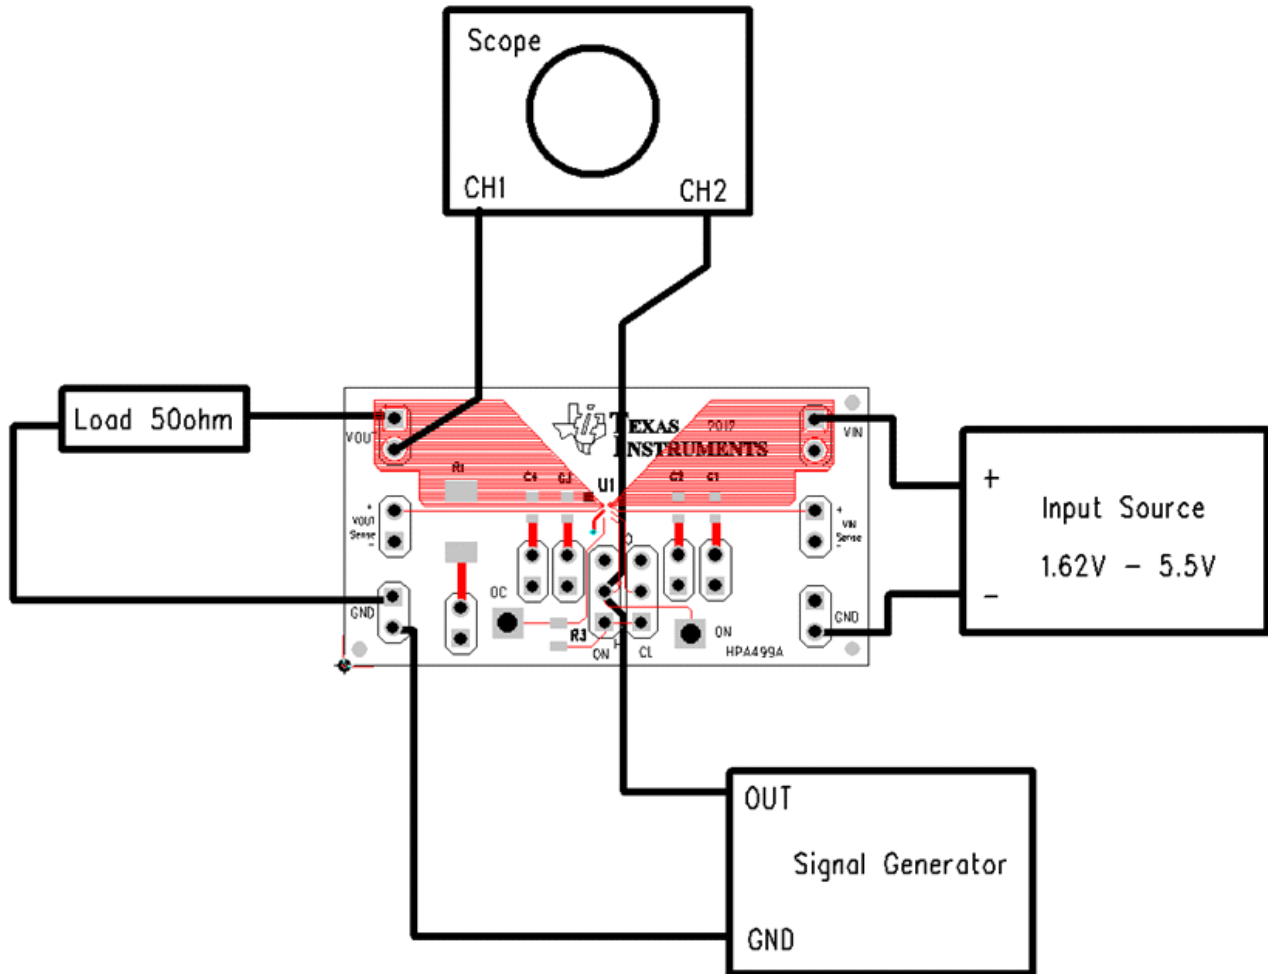 Scope
CH1
CH2
Load 50ohm
TEXAS 2012
INSTRUMENTS
VOUT
VIN
R1
C4
C3
U1
C2
C1
+
VOUT
Sense
-
+
VIN
Sense
-
+
Input Source
1.62V - 5.5V
-
OC
GND
GND
R3
ON
ON
CL
HPA499A
OUT
Signal Generator
GND